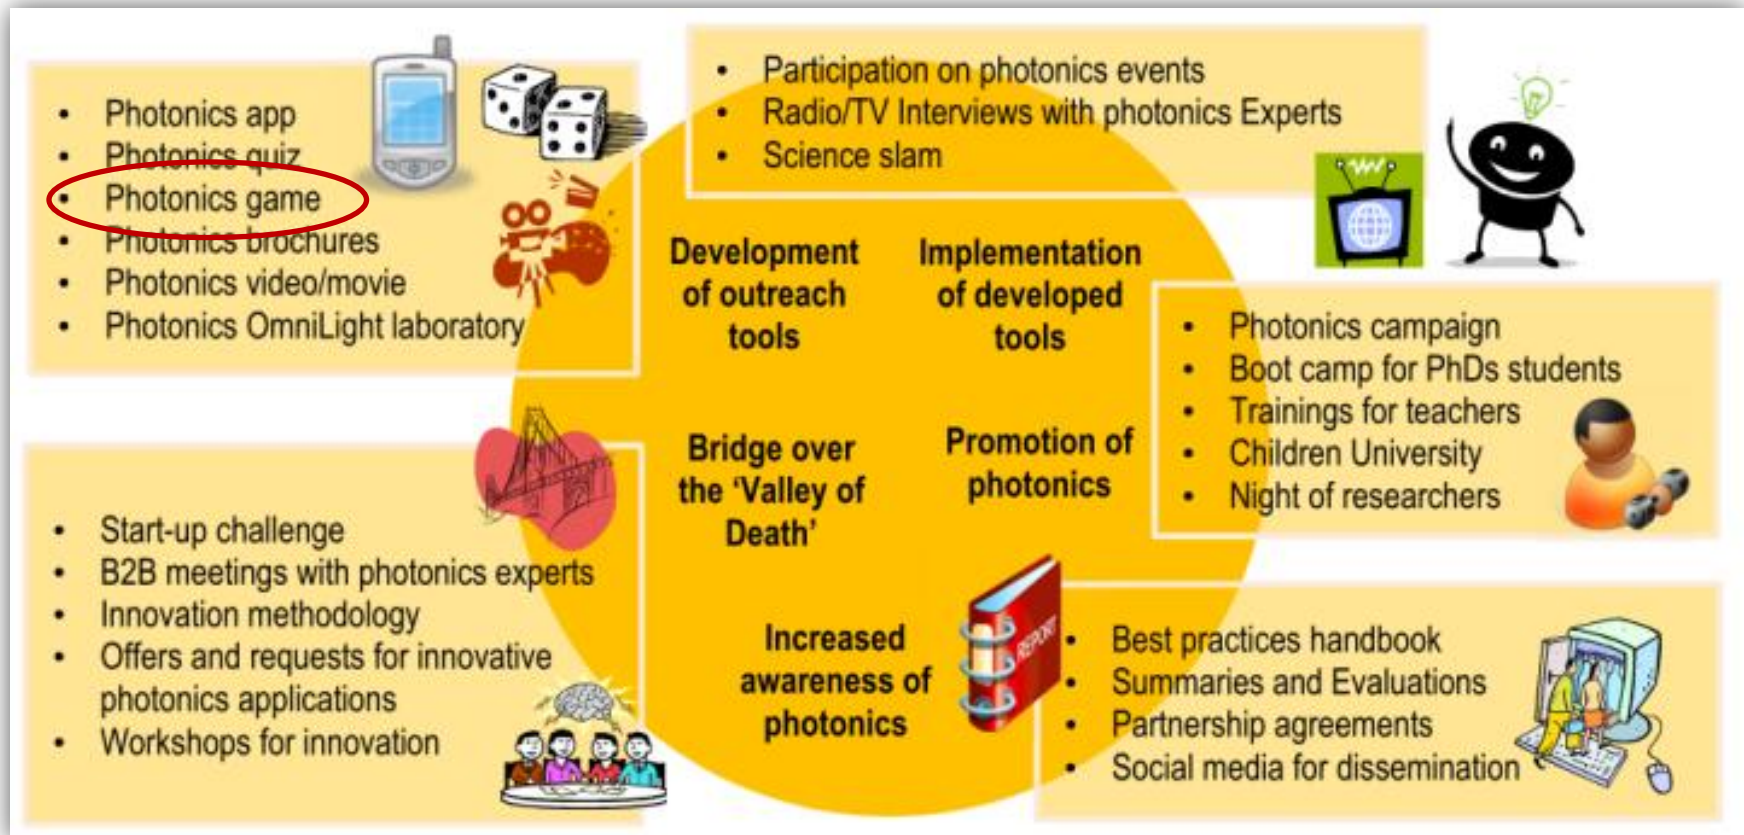 • Photonics app
• Photonics quiz
• Photonics game
• Photonics brochures
• Photonics video/movie
• Photonics OmniLight laboratory
• Participation on photonics events
• Radio/TV Interviews with photonics Experts
• Science slam
Development
of outreach
tools
Implementation
of developed
tools
• Photonics campaign
• Boot camp for PhDs students
• Trainings for teachers
• Children University
• Night of researchers
Bridge over
the ‘Valley of
Death’
Promotion of
photonics
• Start-up challenge
• B2B meetings with photonics experts
• Innovation methodology
• Offers and requests for innovative
photonics applications
• Workshops for innovation
Increased
awareness of
photonics
REPORT
• Best practices handbook
• Summaries and Evaluations
• Partnership agreements
• Social media for dissemination